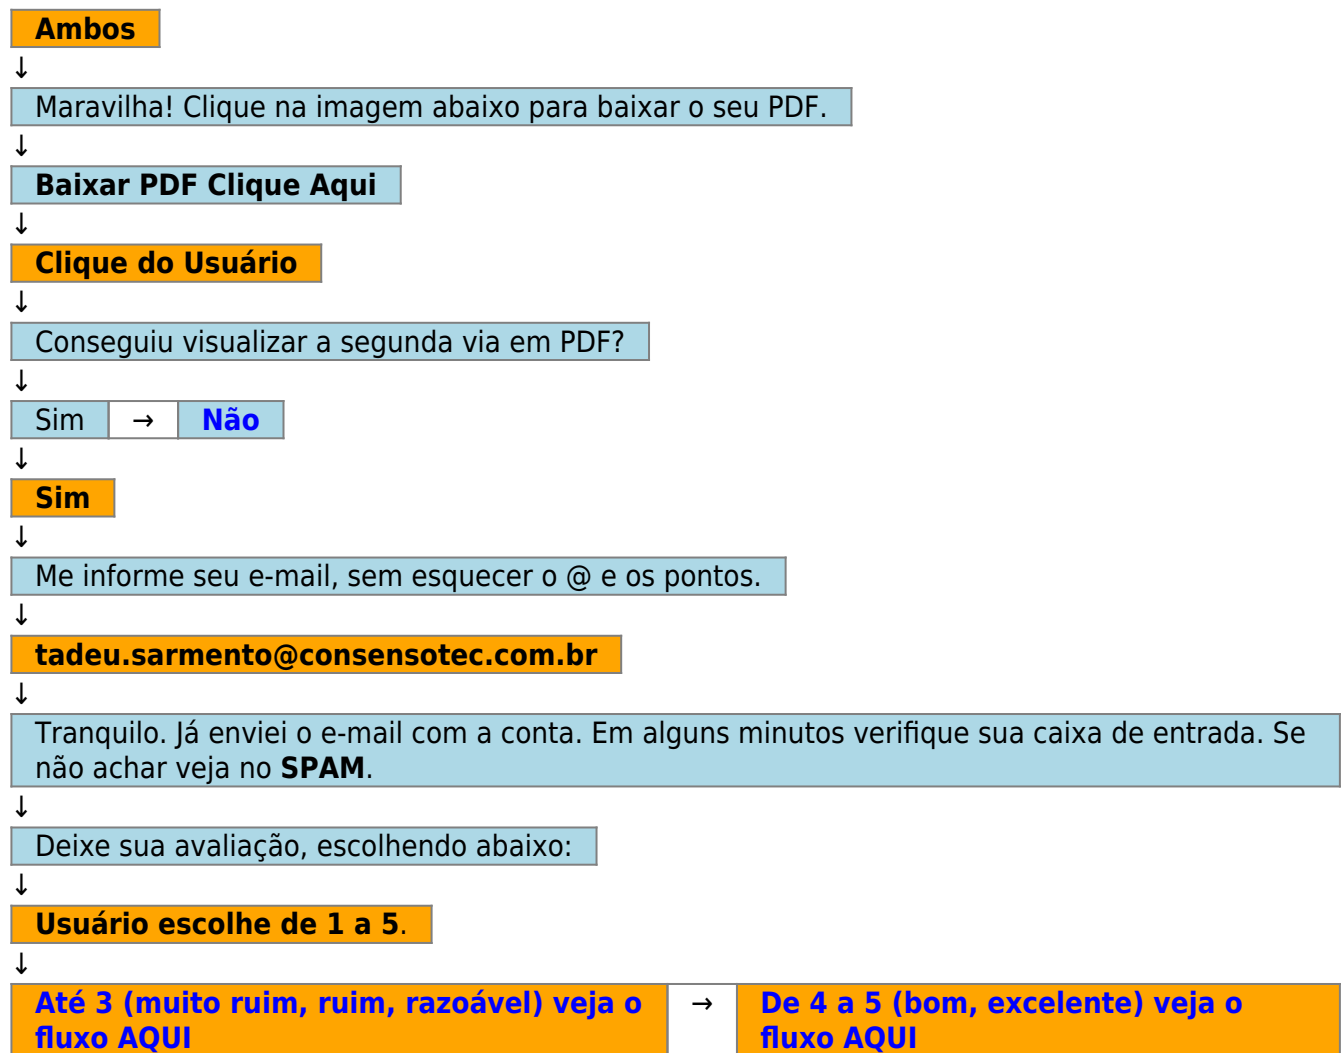 Ambos
↓
Maravilha! Clique na imagem abaixo para baixar o seu PDF.
↓
Baixar PDF Clique Aqui
↓
Clique do Usuário
↓
Conseguiu visualizar a segunda via em PDF?
↓
Sim → Não
↓
Sim
↓
Me informe seu e-mail, sem esquecer o @ e os pontos.
↓
tadeu.sarmento@consensotec.com.br
↓
Tranquilo. Já enviei o e-mail com a conta. Em alguns minutos verifique sua caixa de entrada. Se
não achar veja no SPAM.
↓
Deixe sua avaliação, escolhendo abaixo:
↓
Usuário escolhe de 1 a 5.
↓
Até 3 (muito ruim, ruim, razoável) veja o
fluxo AQUI
→
De 4 a 5 (bom, excelente) veja o
fluxo AQUI